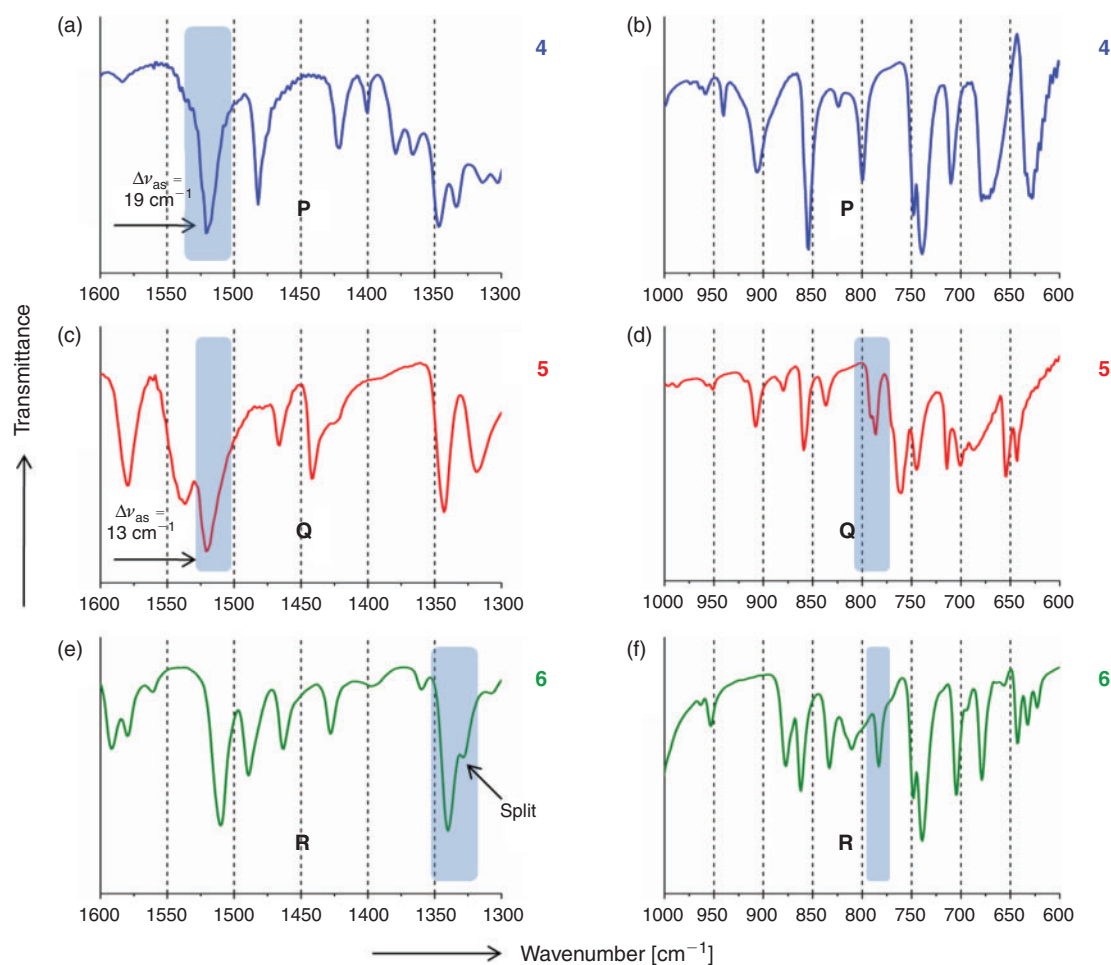 (a)
4
Δνas =
19 cm−1
P
1600 1550 1500 1450 1400 1350 1300
(b)
4
P
1000 950 900 850 800 750 700 650 600
Transmittance
(c)
5
Δνas =
13 cm−1
Q
1600 1550 1500 1450 1400 1350 1300
(d)
5
Q
1000 950 900 850 800 750 700 650 600
(e)
6
Split
R
1600 1550 1500 1450 1400 1350 1300
(f)
6
R
1000 950 900 850 800 750 700 650 600
Wavenumber [cm−1]